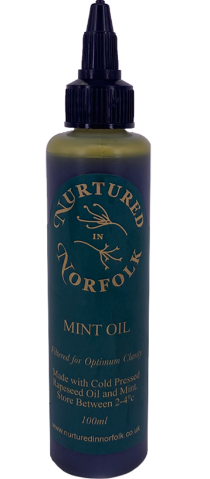 NURTURED
IN
NORFOLK
MINT OIL
Filtered for Optimum Clarity
Made with Cold Pressed
Rapeseed Oil and Mint.
Store Between 2-4°c
100ml
www.nurturedinnorfolk.co.uk